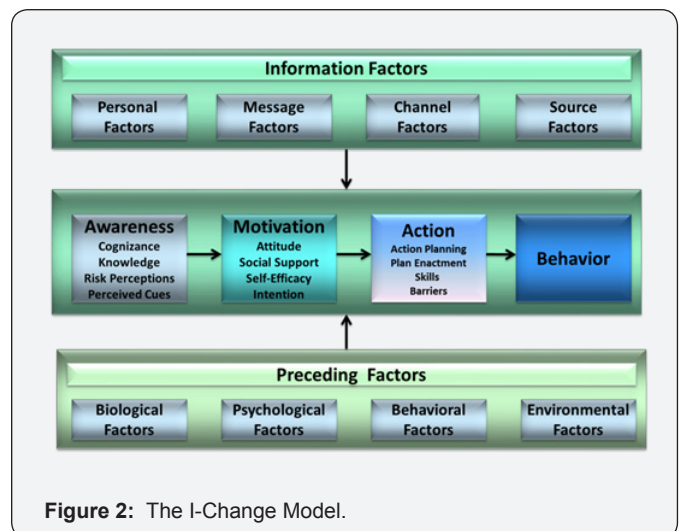 Information Factors
Personal Factors
Message Factors
Channel Factors
Source Factors
Awareness
Cognizance
Knowledge
Risk Perceptions
Perceived Cues
Motivation
Attitude
Social Support
Self-Efficacy
Intention
Action
Action Planning
Plan Enactment
Skills
Barriers
Behavior
Preceding Factors
Biological
Factors
Psychological
Factors
Behavioral
Factors
Environmental
Factors
Figure 2: The I-Change Model.